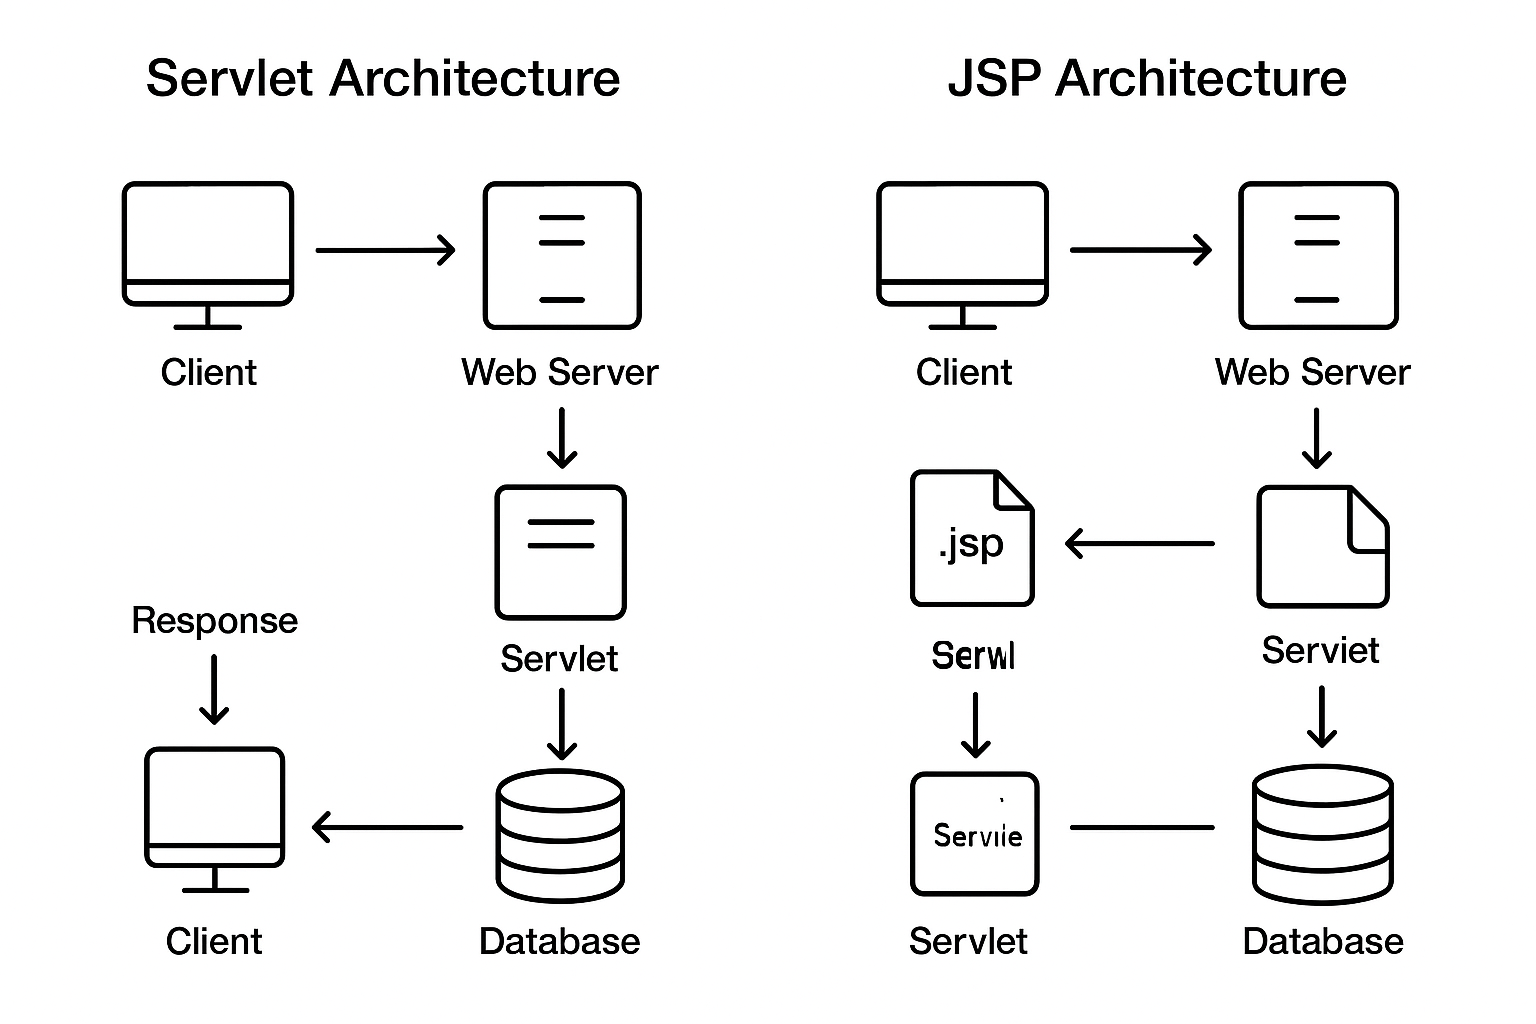 Servlet Architecture
Client
Web Server
Servlet
Response
Client
Database
JSP Architecture
Client
Web Server
.jsp
Serwl
Serviet
Servlet
Database